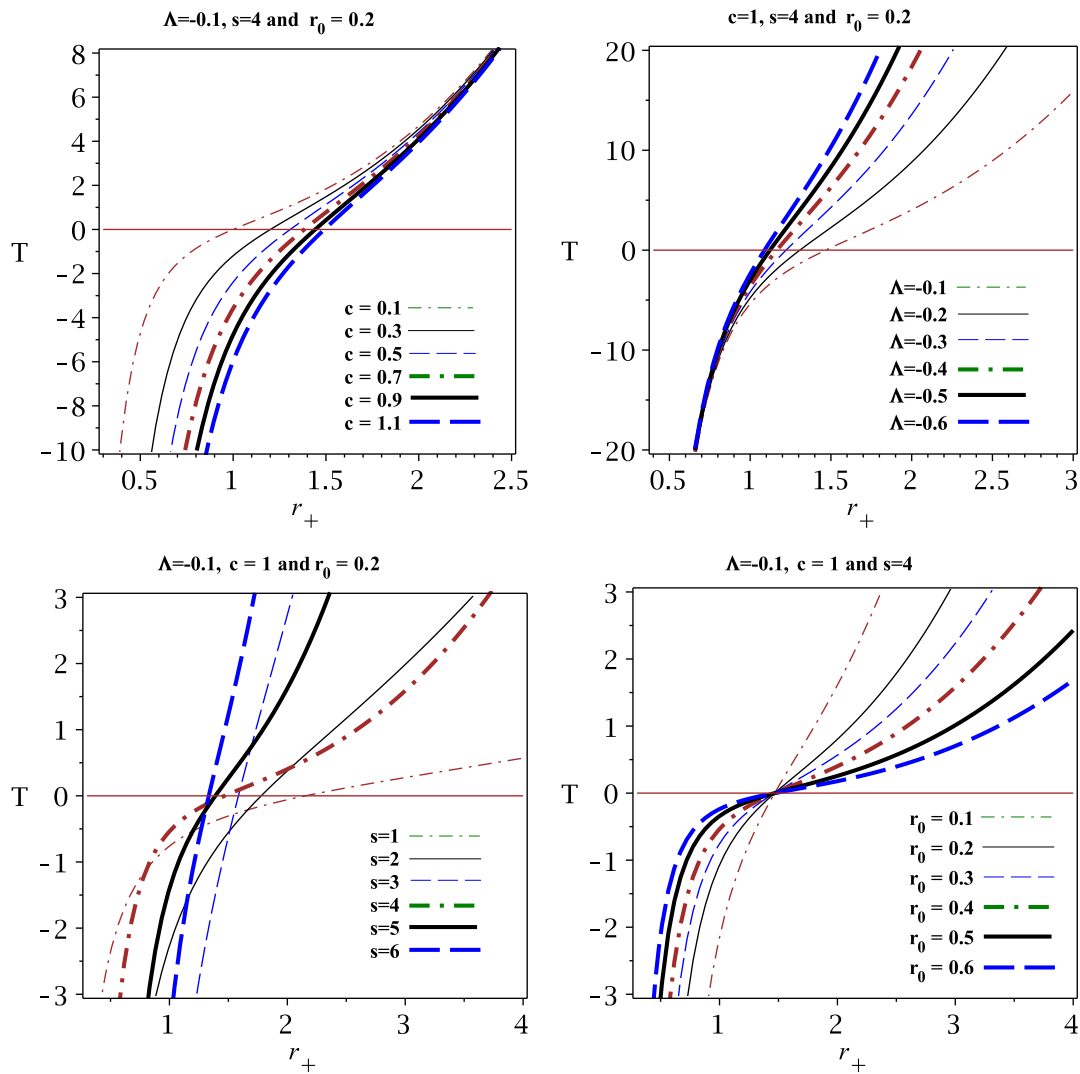 Λ=-0.1, s=4 and r₀ = 0.2
8
6
4
2
0
-2
-4
-6
-8
-10
T
c = 0.1
c = 0.3
c = 0.5
c = 0.7
c = 0.9
c = 1.1
0.5
1
1.5
2
2.5
r₊
c=1, s=4 and r₀ = 0.2
20
10
0
-10
-20
T
Λ=-0.1
Λ=-0.2
Λ=-0.3
Λ=-0.4
Λ=-0.5
Λ=-0.6
0.5
1
1.5
2
2.5
3
r₊
Λ=-0.1, c = 1 and r₀ = 0.2
3
2
1
0
-1
-2
-3
T
s=1
s=2
s=3
s=4
s=5
s=6
1
2
3
4
r₊
Λ=-0.1, c = 1 and s=4
3
2
1
0
-1
-2
-3
T
r₀ = 0.1
r₀ = 0.2
r₀ = 0.3
r₀ = 0.4
r₀ = 0.5
r₀ = 0.6
1
2
3
4
r₊